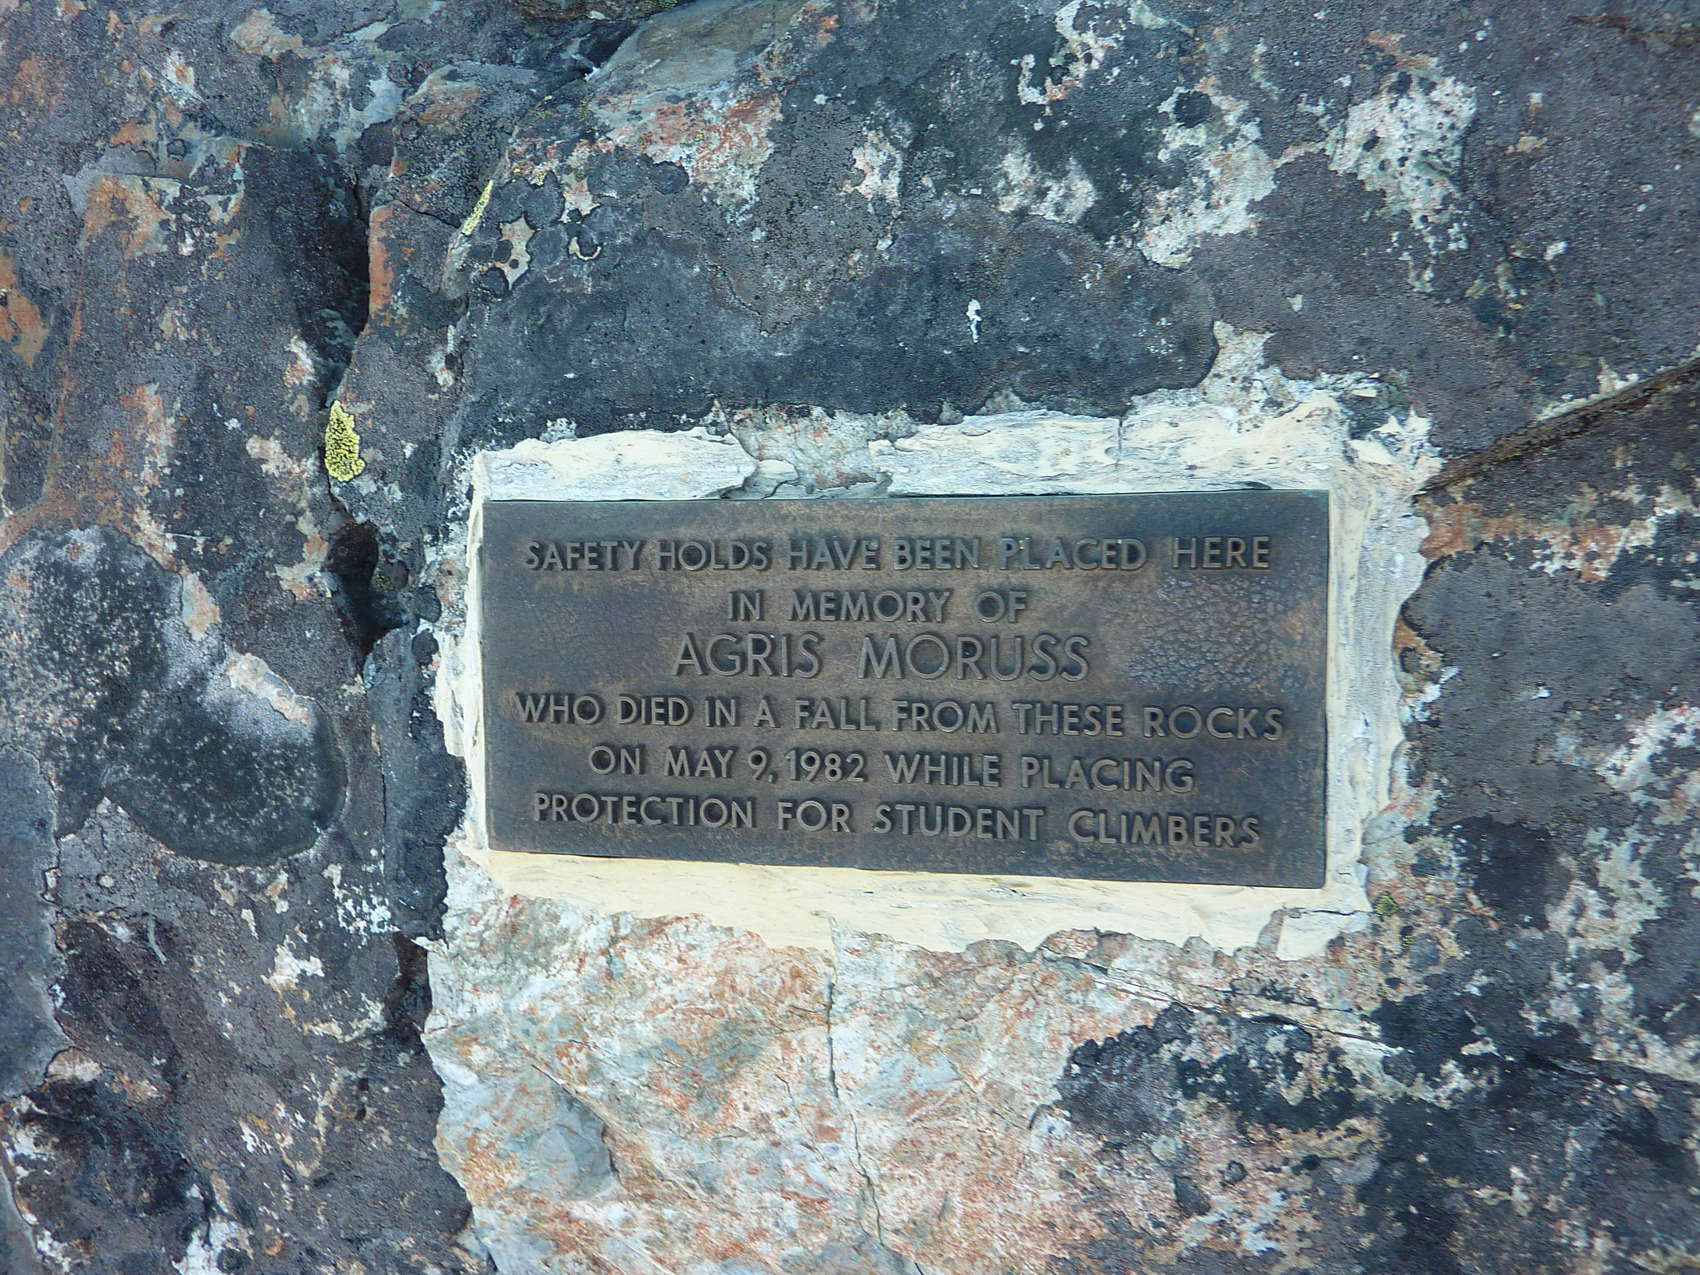 SAFETY HOLDS HAVE BEEN PLACED HERE
IN MEMORY OF
AGRIS MORUSS
WHO DIED IN A FALL FROM THESE ROCKS
ON MAY 9, 1982 WHILE PLACING
PROTECTION FOR STUDENT CLIMBERS